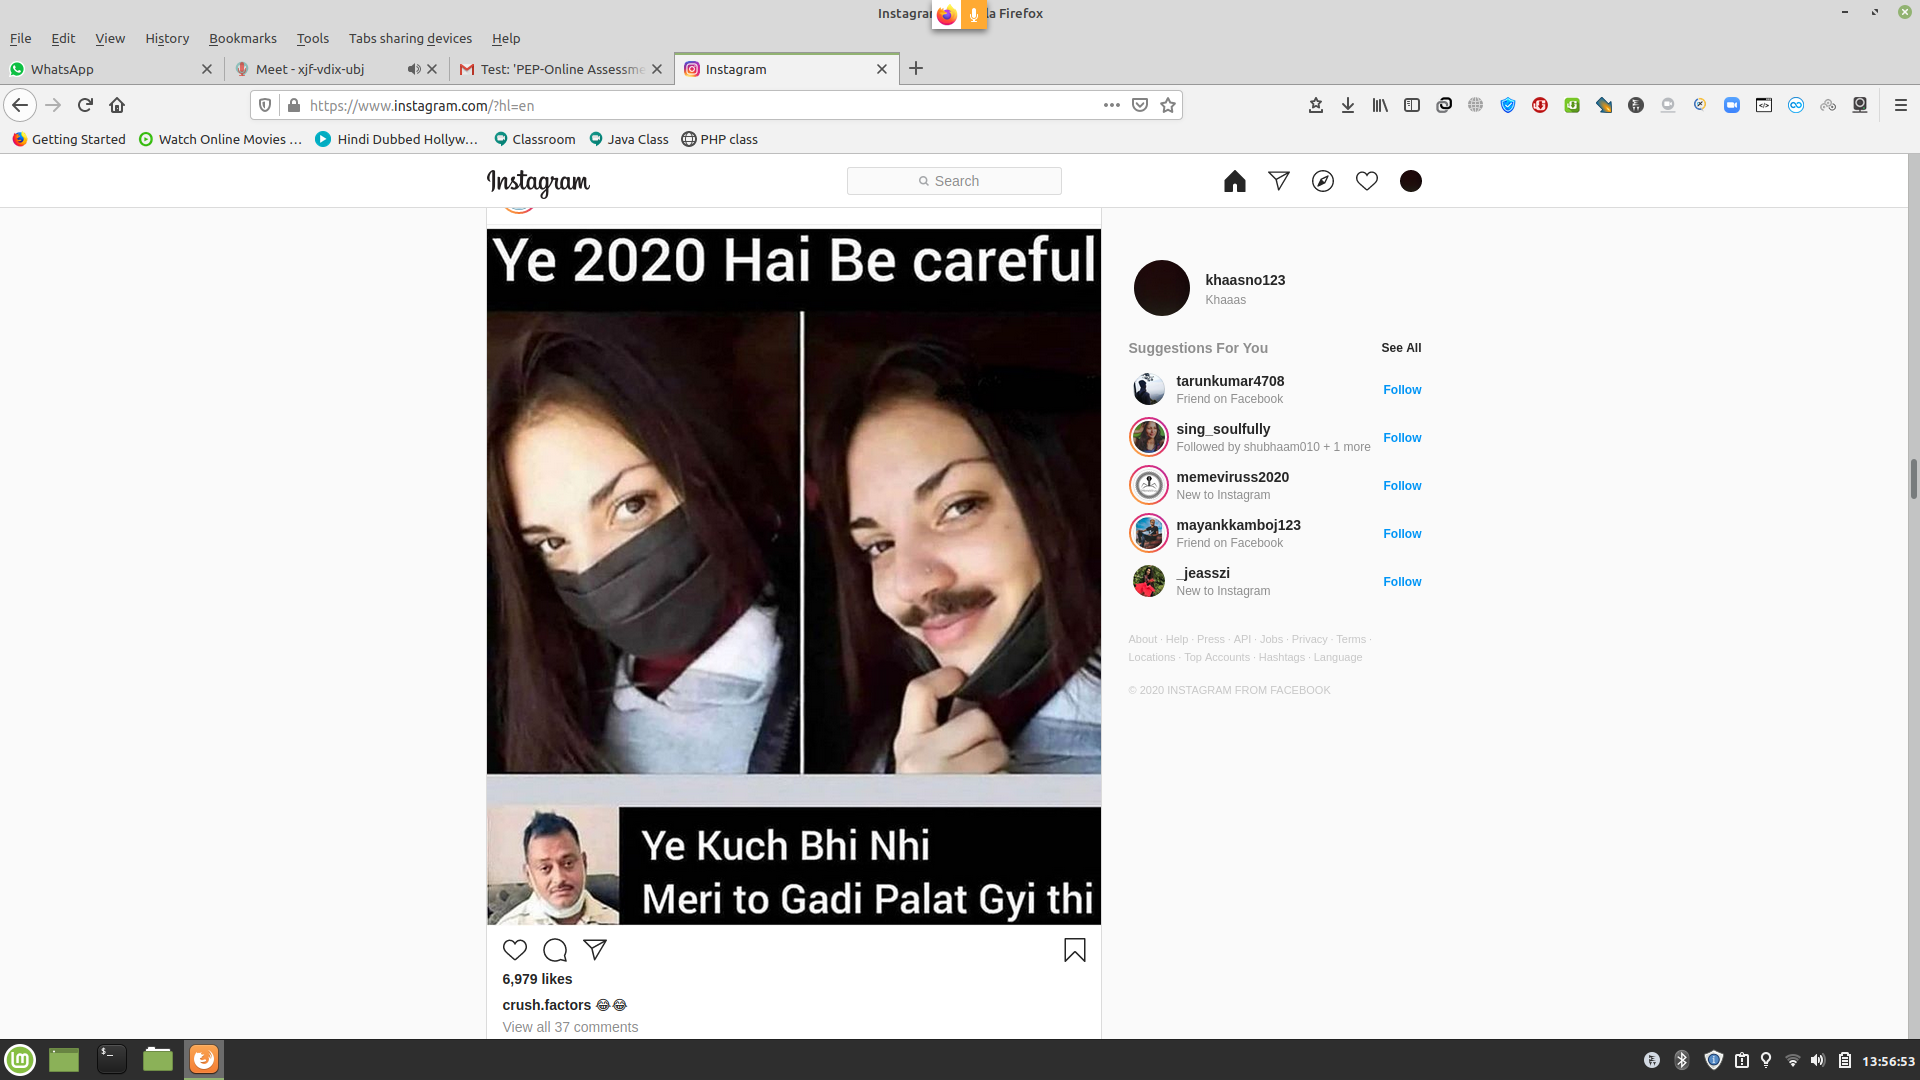 Instagra
la Firefox
File Edit View History Bookmarks Tools Tabs sharing devices Help
WhatsApp
Meet - xjf-vdix-ubj
Test: 'PEP-Online Assessme
Instagram
https://www.instagram.com/?hl=en
Getting Started
Watch Online Movies …
Hindi Dubbed Hollyw…
Classroom
Java Class
PHP class
Instagram
Search
Ye 2020 Hai Be careful
Ye Kuch Bhi Nhi
Meri to Gadi Palat Gyi thi
6,979 likes
crush.factors 😂😂
View all 37 comments
khaasno123
Khaaas
Suggestions For You See All
tarunkumar4708
Friend on Facebook
Follow
sing_soulfully
Followed by shubhaam010 + 1 more
Follow
memeviruss2020
New to Instagram
Follow
mayankkamboj123
Friend on Facebook
Follow
_jeasszi
New to Instagram
Follow
About · Help · Press · API · Jobs · Privacy · Terms ·
Locations · Top Accounts · Hashtags · Language
© 2020 INSTAGRAM FROM FACEBOOK
13:56:53